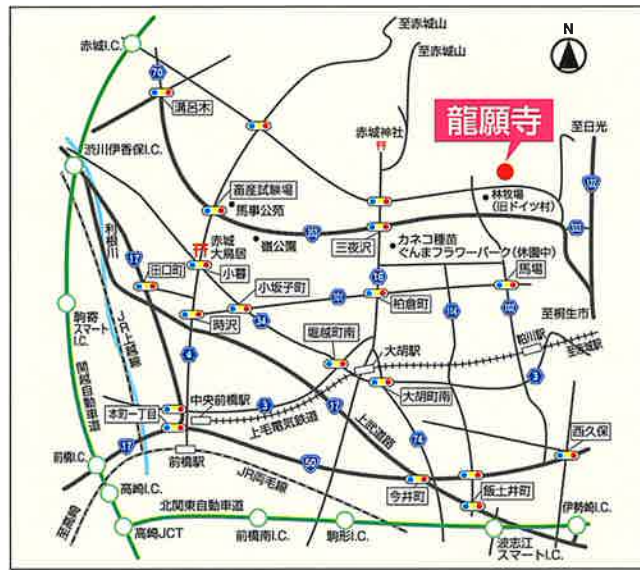 至赤城山
至赤城山
N
赤城I.C.
70
溝呂木
赤城神社
龍願寺
至日光
渋川伊香保I.C.
畜産試験場
馬事公苑
林牧場
(旧ドイツ村)
353
嶺公園
三夜沢
カネコ種苗
ぐんまフラワーパーク(休園中)
赤城
大鳥居
小暮
利根川
17
田口町
小坂子町
馬場
16
101
柏倉町
至桐生市
駒寄
スマートI.C.
JR上越線
時沢
34
堀越町南
大胡駅
粕川駅
至赤城駅
関越自動車道
4
中央前橋駅
3
上毛電気鉄道
17
上武道路
大胡町南
3
本町一丁目
17
前橋駅
74
西久保
前橋I.C.
50
JR両毛線
今井町
飯土井町
高崎I.C.
至高崎
北関東自動車道
伊勢崎I.C.
高崎JCT
前橋南I.C.
駒形I.C.
波志江
スマートI.C.